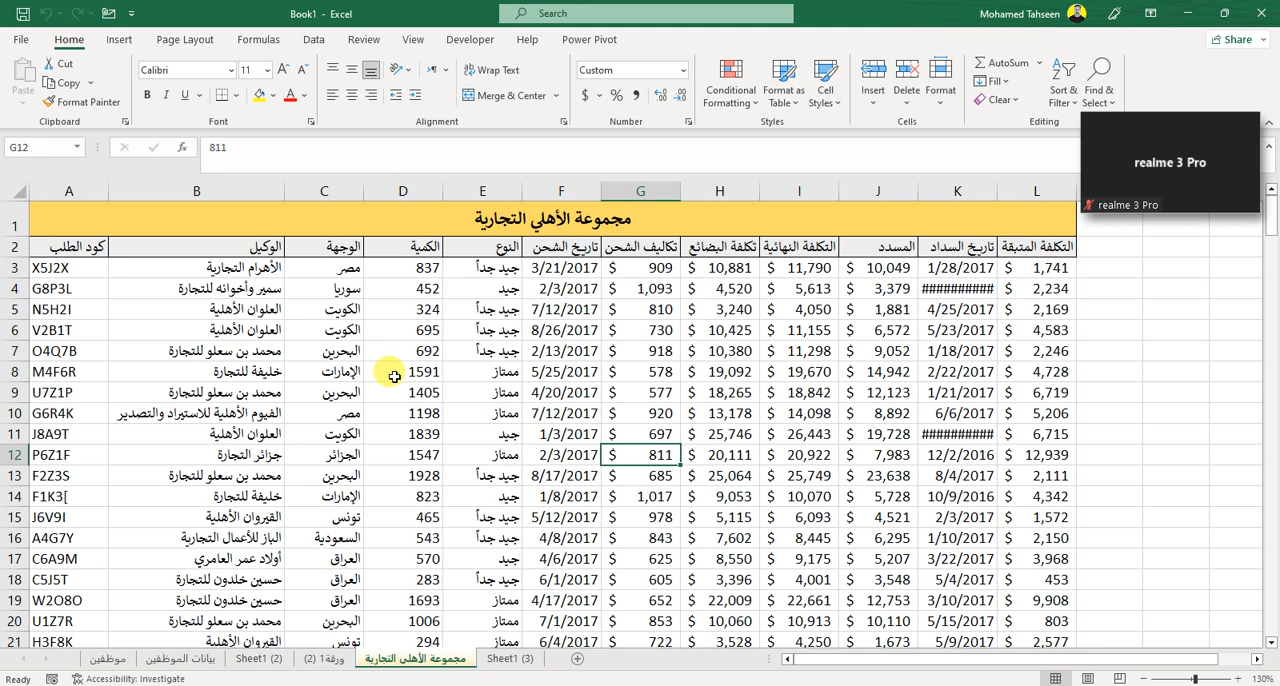 Book1 - Excel
Search
Mohamed Tahseen
File Home Insert Page Layout Formulas Data Review View Developer Help Power Pivot Share
Cut
Copy
Format Painter
Paste
Clipboard
Calibri 11
B I U
Font
Wrap Text
Merge & Center
Alignment
Custom
$ % ,
Number
Conditional Formatting
Format as Table
Cell Styles
Styles
Insert Delete Format
Cells
AutoSum
Fill
Clear
Sort & Filter
Find & Select
Editing
realme 3 Pro
realme 3 Pro
G12 fx 811
A B C D E F G H I J K L
1 مجموعة الأهلي التجارية
2 كود الطلب الوكيل الوجهة الكمية النوع تاريخ الشحن تكاليف الشحن تكلفة البضائع التكلفة النهائية المسدد تاريخ السداد التكلفة المتبقة
3 X5J2X الأهرام التجارية مصر 837 جيد جداً 3/21/2017 $ 909 $ 10,881 $ 11,790 $ 10,049 1/28/2017 $ 1,741
4 G8P3L سمير وأخوانه للتجارة سوريا 452 جيد 2/3/2017 $ 1,093 $ 4,520 $ 5,613 $ 3,379 ########## $ 2,234
5 N5H2I العلوان الأهلية الكويت 324 جيد جداً 7/12/2017 $ 810 $ 3,240 $ 4,050 $ 1,881 4/25/2017 $ 2,169
6 V2B1T العلوان الأهلية الكويت 695 جيد جداً 8/26/2017 $ 730 $ 10,425 $ 11,155 $ 6,572 5/23/2017 $ 4,583
7 O4Q7B محمد بن سعلو للتجارة البحرين 692 جيد جداً 2/13/2017 $ 918 $ 10,380 $ 11,298 $ 9,052 1/18/2017 $ 2,246
8 M4F6R خليفة للتجارة الإمارات 1591 ممتاز 5/25/2017 $ 578 $ 19,092 $ 19,670 $ 14,942 2/22/2017 $ 4,728
9 U7Z1P محمد بن سعلو للتجارة البحرين 1405 ممتاز 4/20/2017 $ 577 $ 18,265 $ 18,842 $ 12,123 1/21/2017 $ 6,719
10 G6R4K الفيوم الأهلية للاستيراد والتصدير مصر 1198 ممتاز 7/12/2017 $ 920 $ 13,178 $ 14,098 $ 8,892 6/6/2017 $ 5,206
11 J8A9T العلوان الأهلية الكويت 1839 جيد 1/3/2017 $ 697 $ 25,746 $ 26,443 $ 19,728 ########## $ 6,715
12 P6Z1F جزائر التجارة الجزائر 1547 ممتاز 2/3/2017 $ 811 $ 20,111 $ 20,922 $ 7,983 12/2/2016 $ 12,939
13 F2Z3S محمد بن سعلو للتجارة البحرين 1928 جيد جداً 8/17/2017 $ 685 $ 25,064 $ 25,749 $ 23,638 8/4/2017 $ 2,111
14 F1K3[ خليفة للتجارة الإمارات 823 جيد 1/8/2017 $ 1,017 $ 9,053 $ 10,070 $ 5,728 10/9/2016 $ 4,342
15 J6V9I القيروان الأهلية تونس 465 جيد جداً 5/12/2017 $ 978 $ 5,115 $ 6,093 $ 4,521 2/3/2017 $ 1,572
16 A4G7Y الباز للأعمال التجارية السعودية 543 جيد جداً 4/8/2017 $ 843 $ 7,602 $ 8,445 $ 6,295 1/10/2017 $ 2,150
17 C6A9M أولاد عمر العامري العراق 570 جيد 4/6/2017 $ 625 $ 8,550 $ 9,175 $ 5,207 3/22/2017 $ 3,968
18 C5J5T حسين خلدون للتجارة العراق 283 جيد جداً 6/1/2017 $ 605 $ 3,396 $ 4,001 $ 3,548 5/4/2017 $ 453
19 W2O8O حسين خلدون للتجارة العراق 1693 ممتاز 4/17/2017 $ 652 $ 22,009 $ 22,661 $ 12,753 3/10/2017 $ 9,908
20 U1Z7R محمد بن سعلو للتجارة البحرين 1006 ممتاز 7/1/2017 $ 853 $ 10,060 $ 10,913 $ 10,110 5/15/2017 $ 803
21 H3F8K القيروان الأهلية تونس 294 ممتاز 6/4/2017 $ 722 $ 3,528 $ 4,250 $ 1,673 5/9/2017 $ 2,577
موظفين بيانات الموظفين Sheet1 (2) ورقة1 (2) مجموعة الأهلي التجارية Sheet1 (3)
Ready Accessibility: Investigate 130%